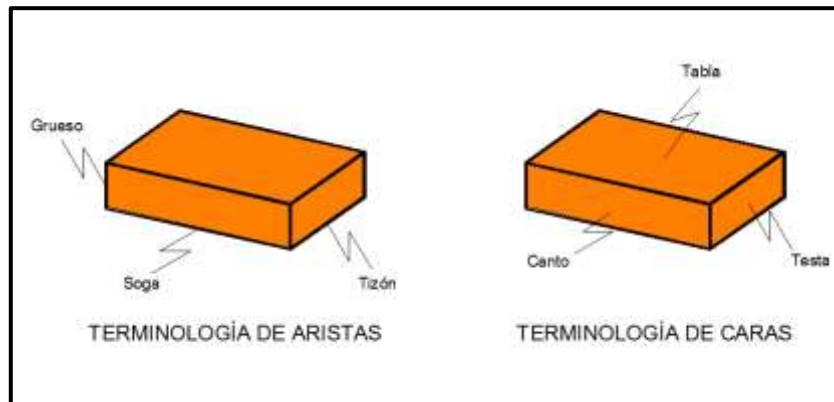 Grueso
Soga
Tizón
TERMINOLOGÍA DE ARISTAS
Tabla
Canto
Testa
TERMINOLOGÍA DE CARAS